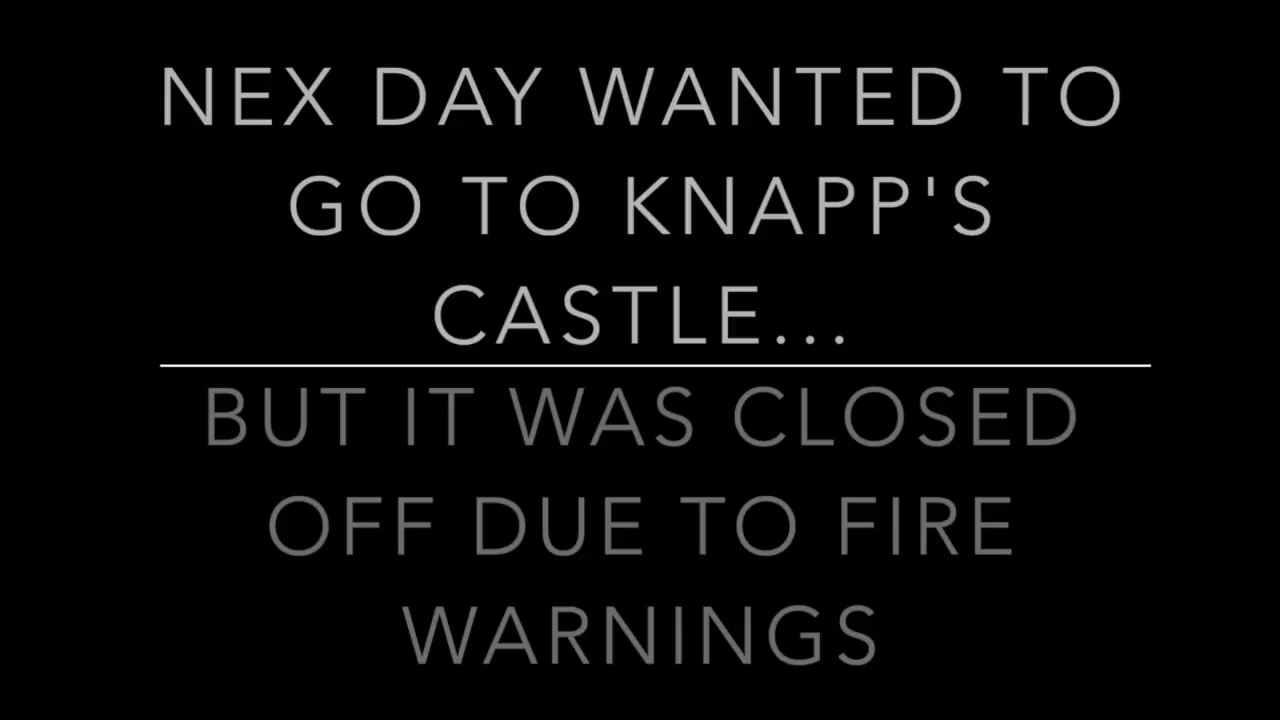 NEX DAY WANTED TO
GO TO KNAPP'S
CASTLE...
BUT IT WAS CLOSED
OFF DUE TO FIRE
WARNINGS